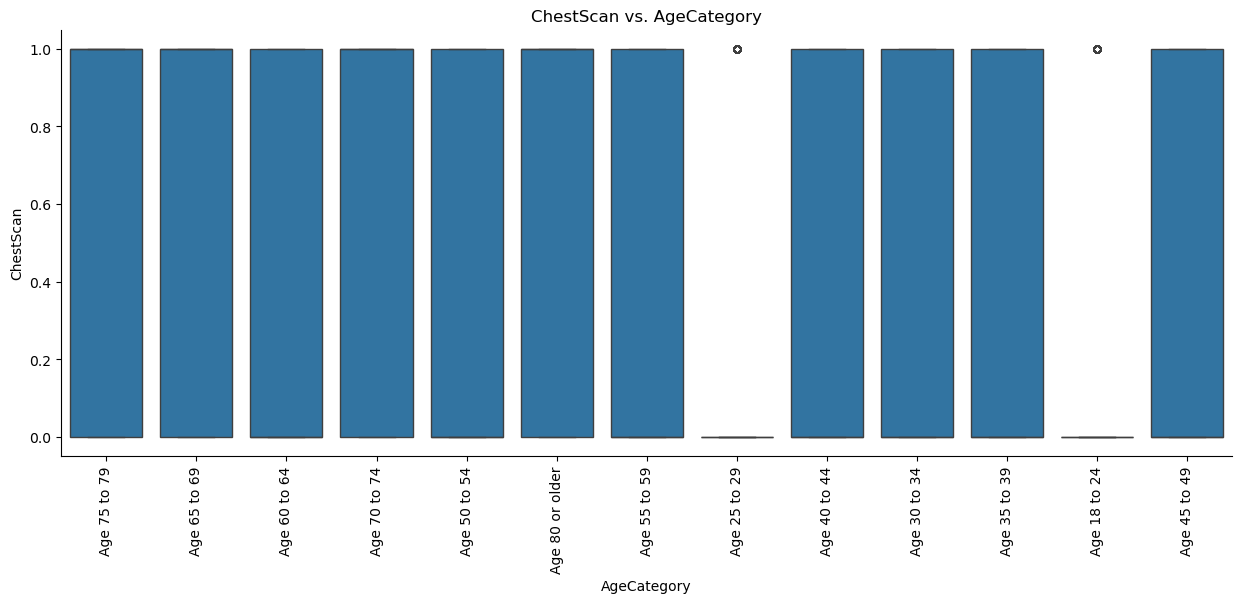 ChestScan vs. AgeCategory
ChestScan
1.0
0.8
0.6
0.4
0.2
0.0
Age 75 to 79
Age 65 to 69
Age 60 to 64
Age 70 to 74
Age 50 to 54
Age 80 or older
Age 55 to 59
Age 25 to 29
Age 40 to 44
Age 30 to 34
Age 35 to 39
Age 18 to 24
Age 45 to 49
AgeCategory